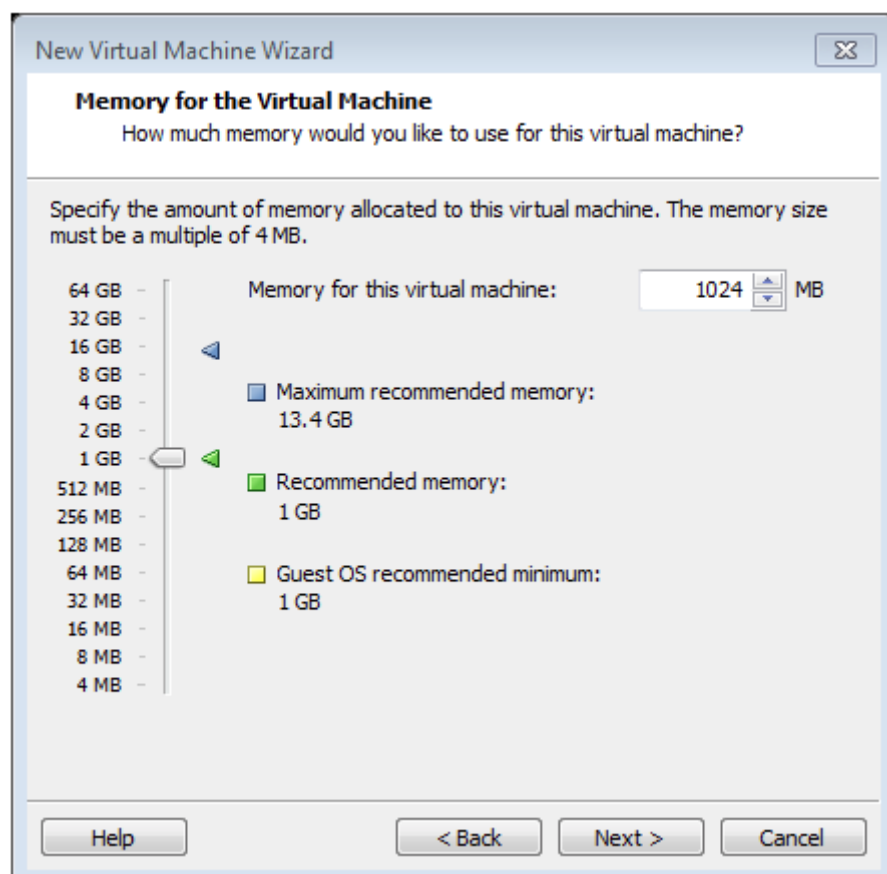 New Virtual Machine Wizard
Memory for the Virtual Machine
How much memory would you like to use for this virtual machine?
Specify the amount of memory allocated to this virtual machine. The memory size
must be a multiple of 4 MB.
64 GB
32 GB
16 GB
8 GB
4 GB
2 GB
1 GB
512 MB
256 MB
128 MB
64 MB
32 MB
16 MB
8 MB
4 MB
Memory for this virtual machine: 1024 MB
Maximum recommended memory:
13.4 GB
Recommended memory:
1 GB
Guest OS recommended minimum:
1 GB
Help < Back Next > Cancel